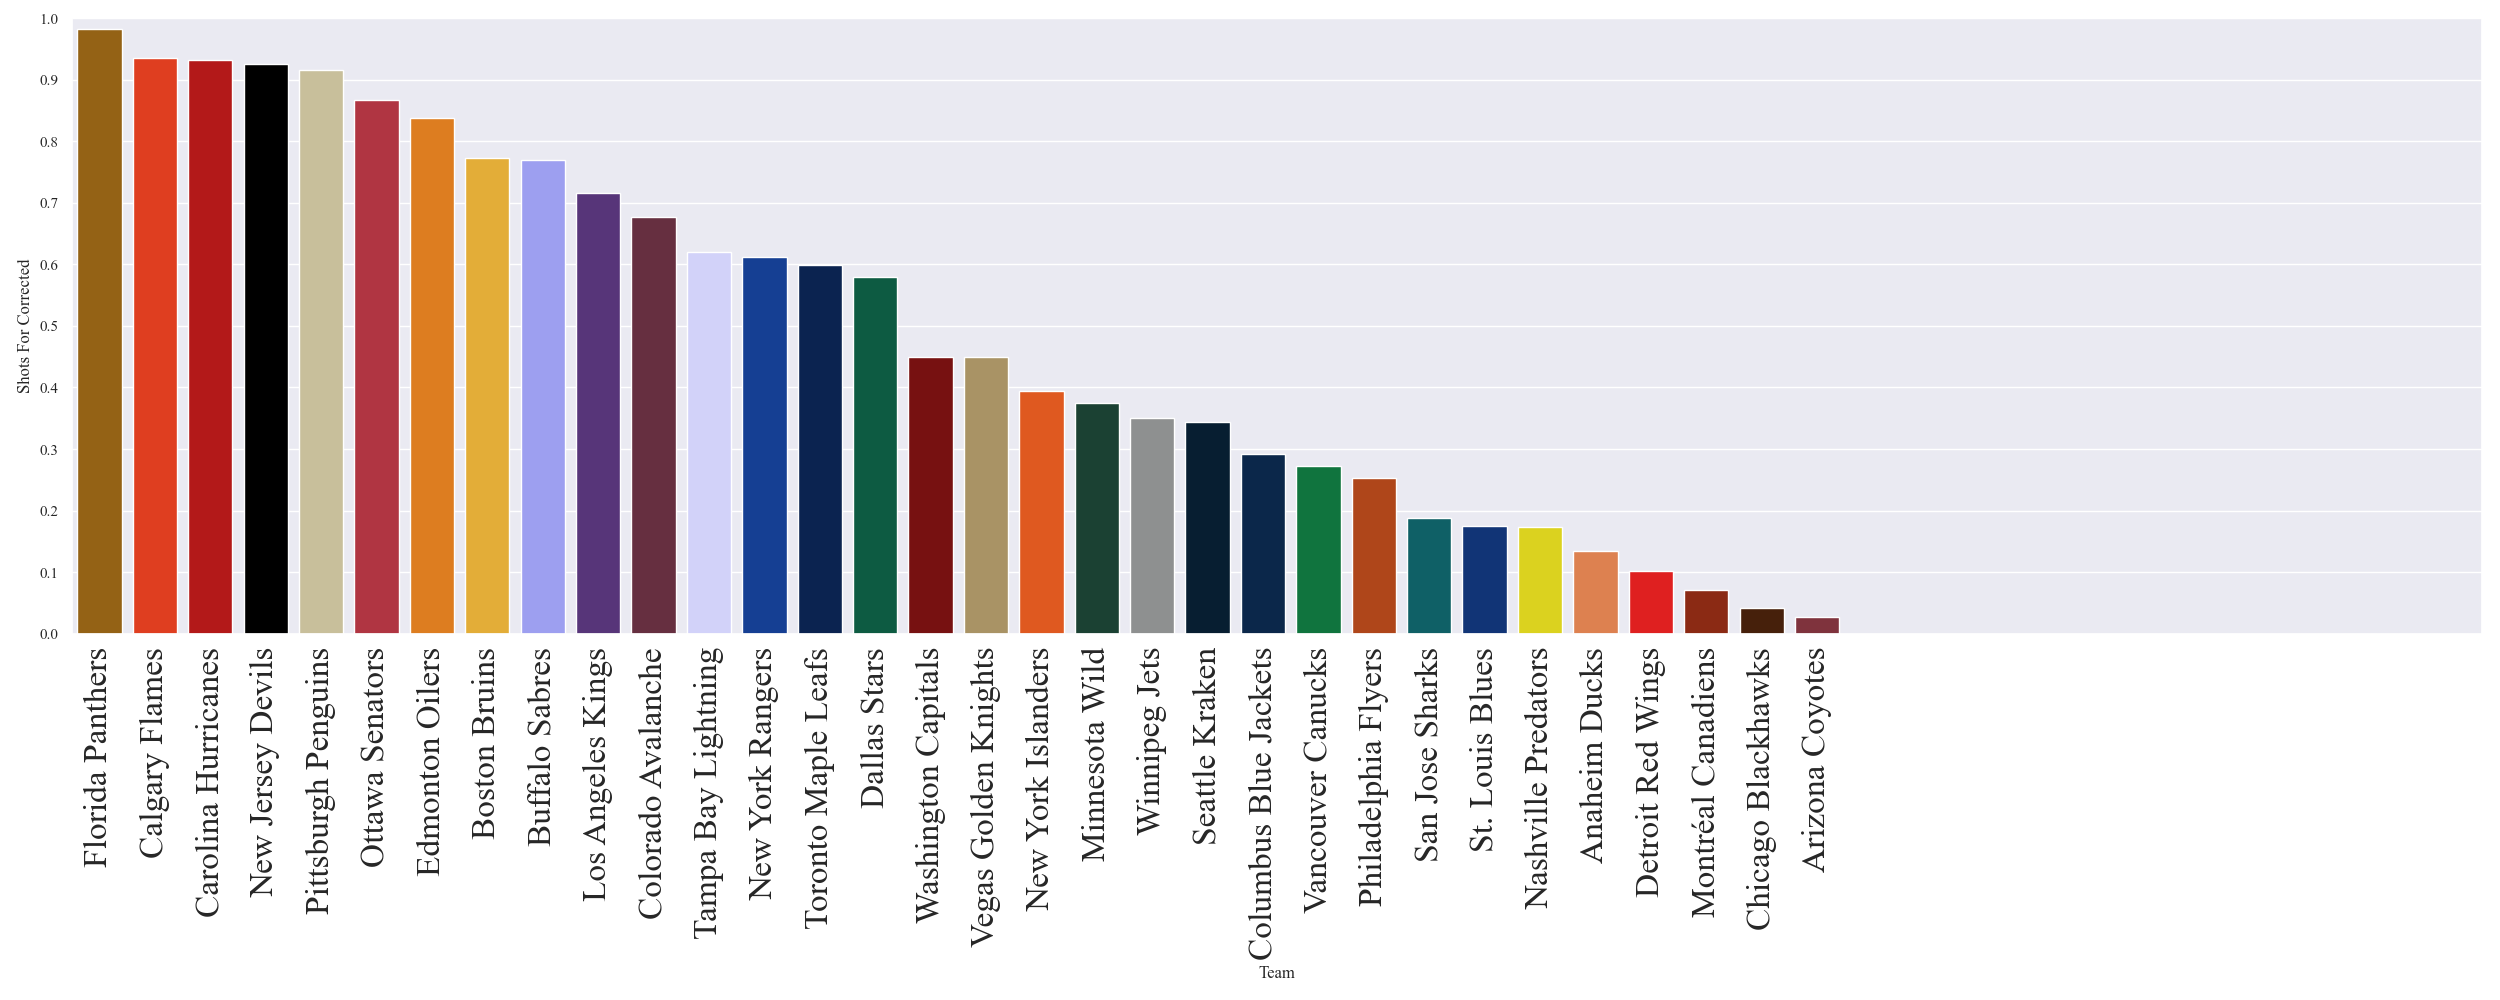 1.0
0.9
0.8
0.7
0.6
0.5
0.4
0.3
0.2
0.1
0.0
Shots For Corrected
Florida Panthers
Calgary Flames
Carolina Hurricanes
New Jersey Devils
Pittsburgh Penguins
Ottawa Senators
Edmonton Oilers
Boston Bruins
Buffalo Sabres
Los Angeles Kings
Colorado Avalanche
Tampa Bay Lightning
New York Rangers
Toronto Maple Leafs
Dallas Stars
Washington Capitals
Vegas Golden Knights
New York Islanders
Minnesota Wild
Winnipeg Jets
Seattle Kraken
Columbus Blue Jackets
Vancouver Canucks
Philadelphia Flyers
San Jose Sharks
St. Louis Blues
Nashville Predators
Anaheim Ducks
Detroit Red Wings
Montréal Canadiens
Chicago Blackhawks
Arizona Coyotes
Team